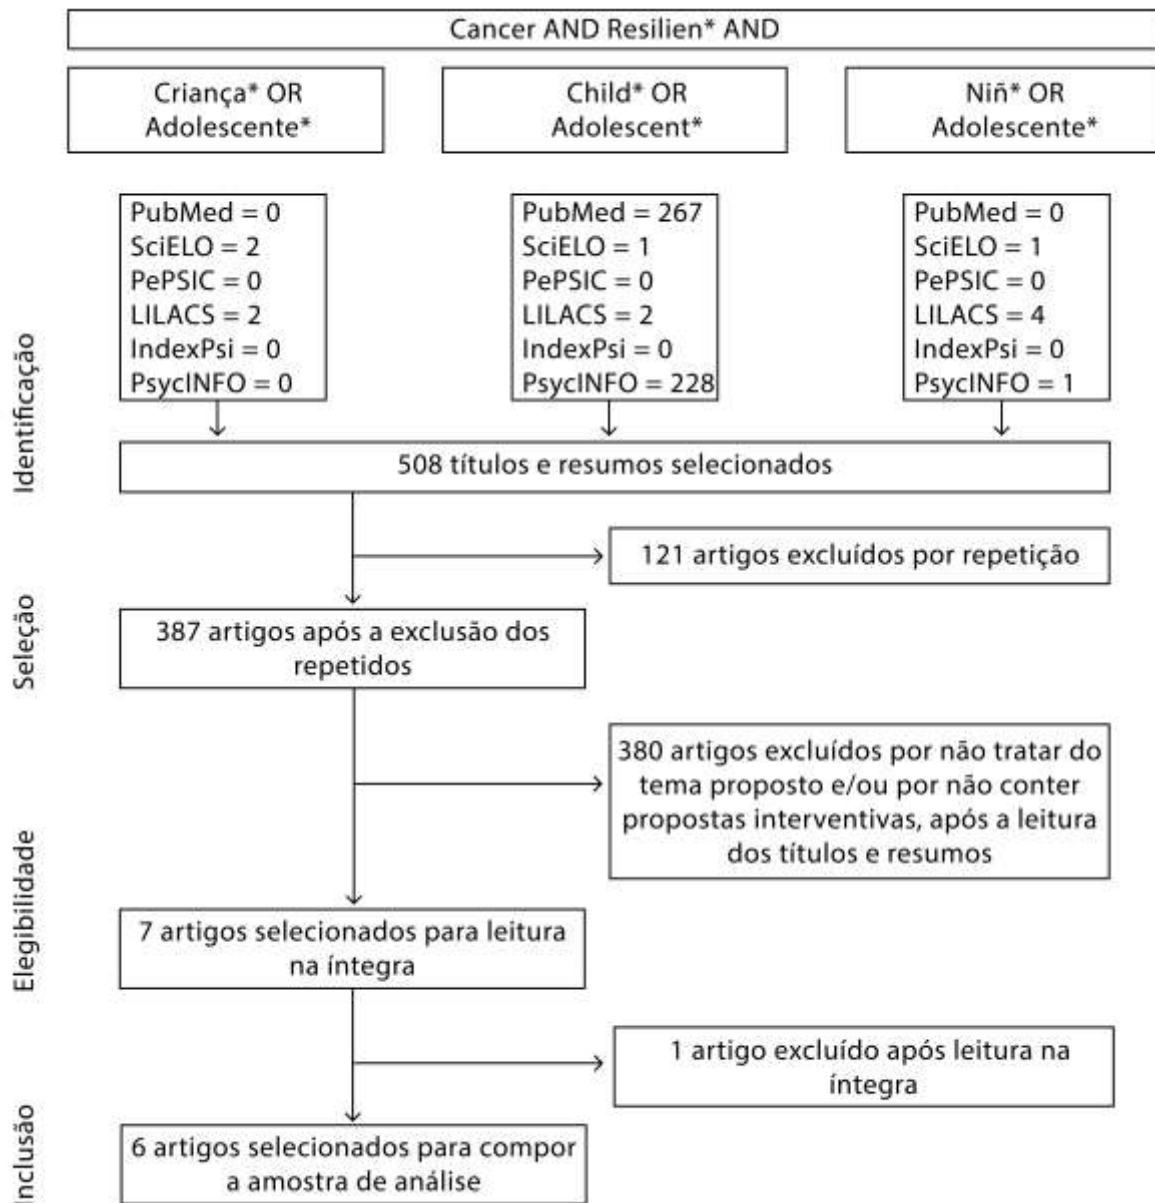 Cancer AND Resilien* AND
Criança* OR
Adolescente*
Child* OR
Adolescent*
Niñ* OR
Adolescente*
PubMed = 0
SciELO = 2
PePSIC = 0
LILACS = 2
IndexPsi = 0
PsycINFO = 0
PubMed = 267
SciELO = 1
PePSIC = 0
LILACS = 2
IndexPsi = 0
PsycINFO = 228
PubMed = 0
SciELO = 1
PePSIC = 0
LILACS = 4
IndexPsi = 0
PsycINFO = 1
Identificação
508 títulos e resumos selecionados
121 artigos excluídos por repetição
Seleção
387 artigos após a exclusão dos
repetidos
380 artigos excluídos por não tratar do
tema proposto e/ou por não conter
propostas interventivas, após a leitura
dos títulos e resumos
Elegibilidade
7 artigos selecionados para leitura
na íntegra
1 artigo excluído após leitura na
íntegra
Inclusão
6 artigos selecionados para compor
a amostra de análise